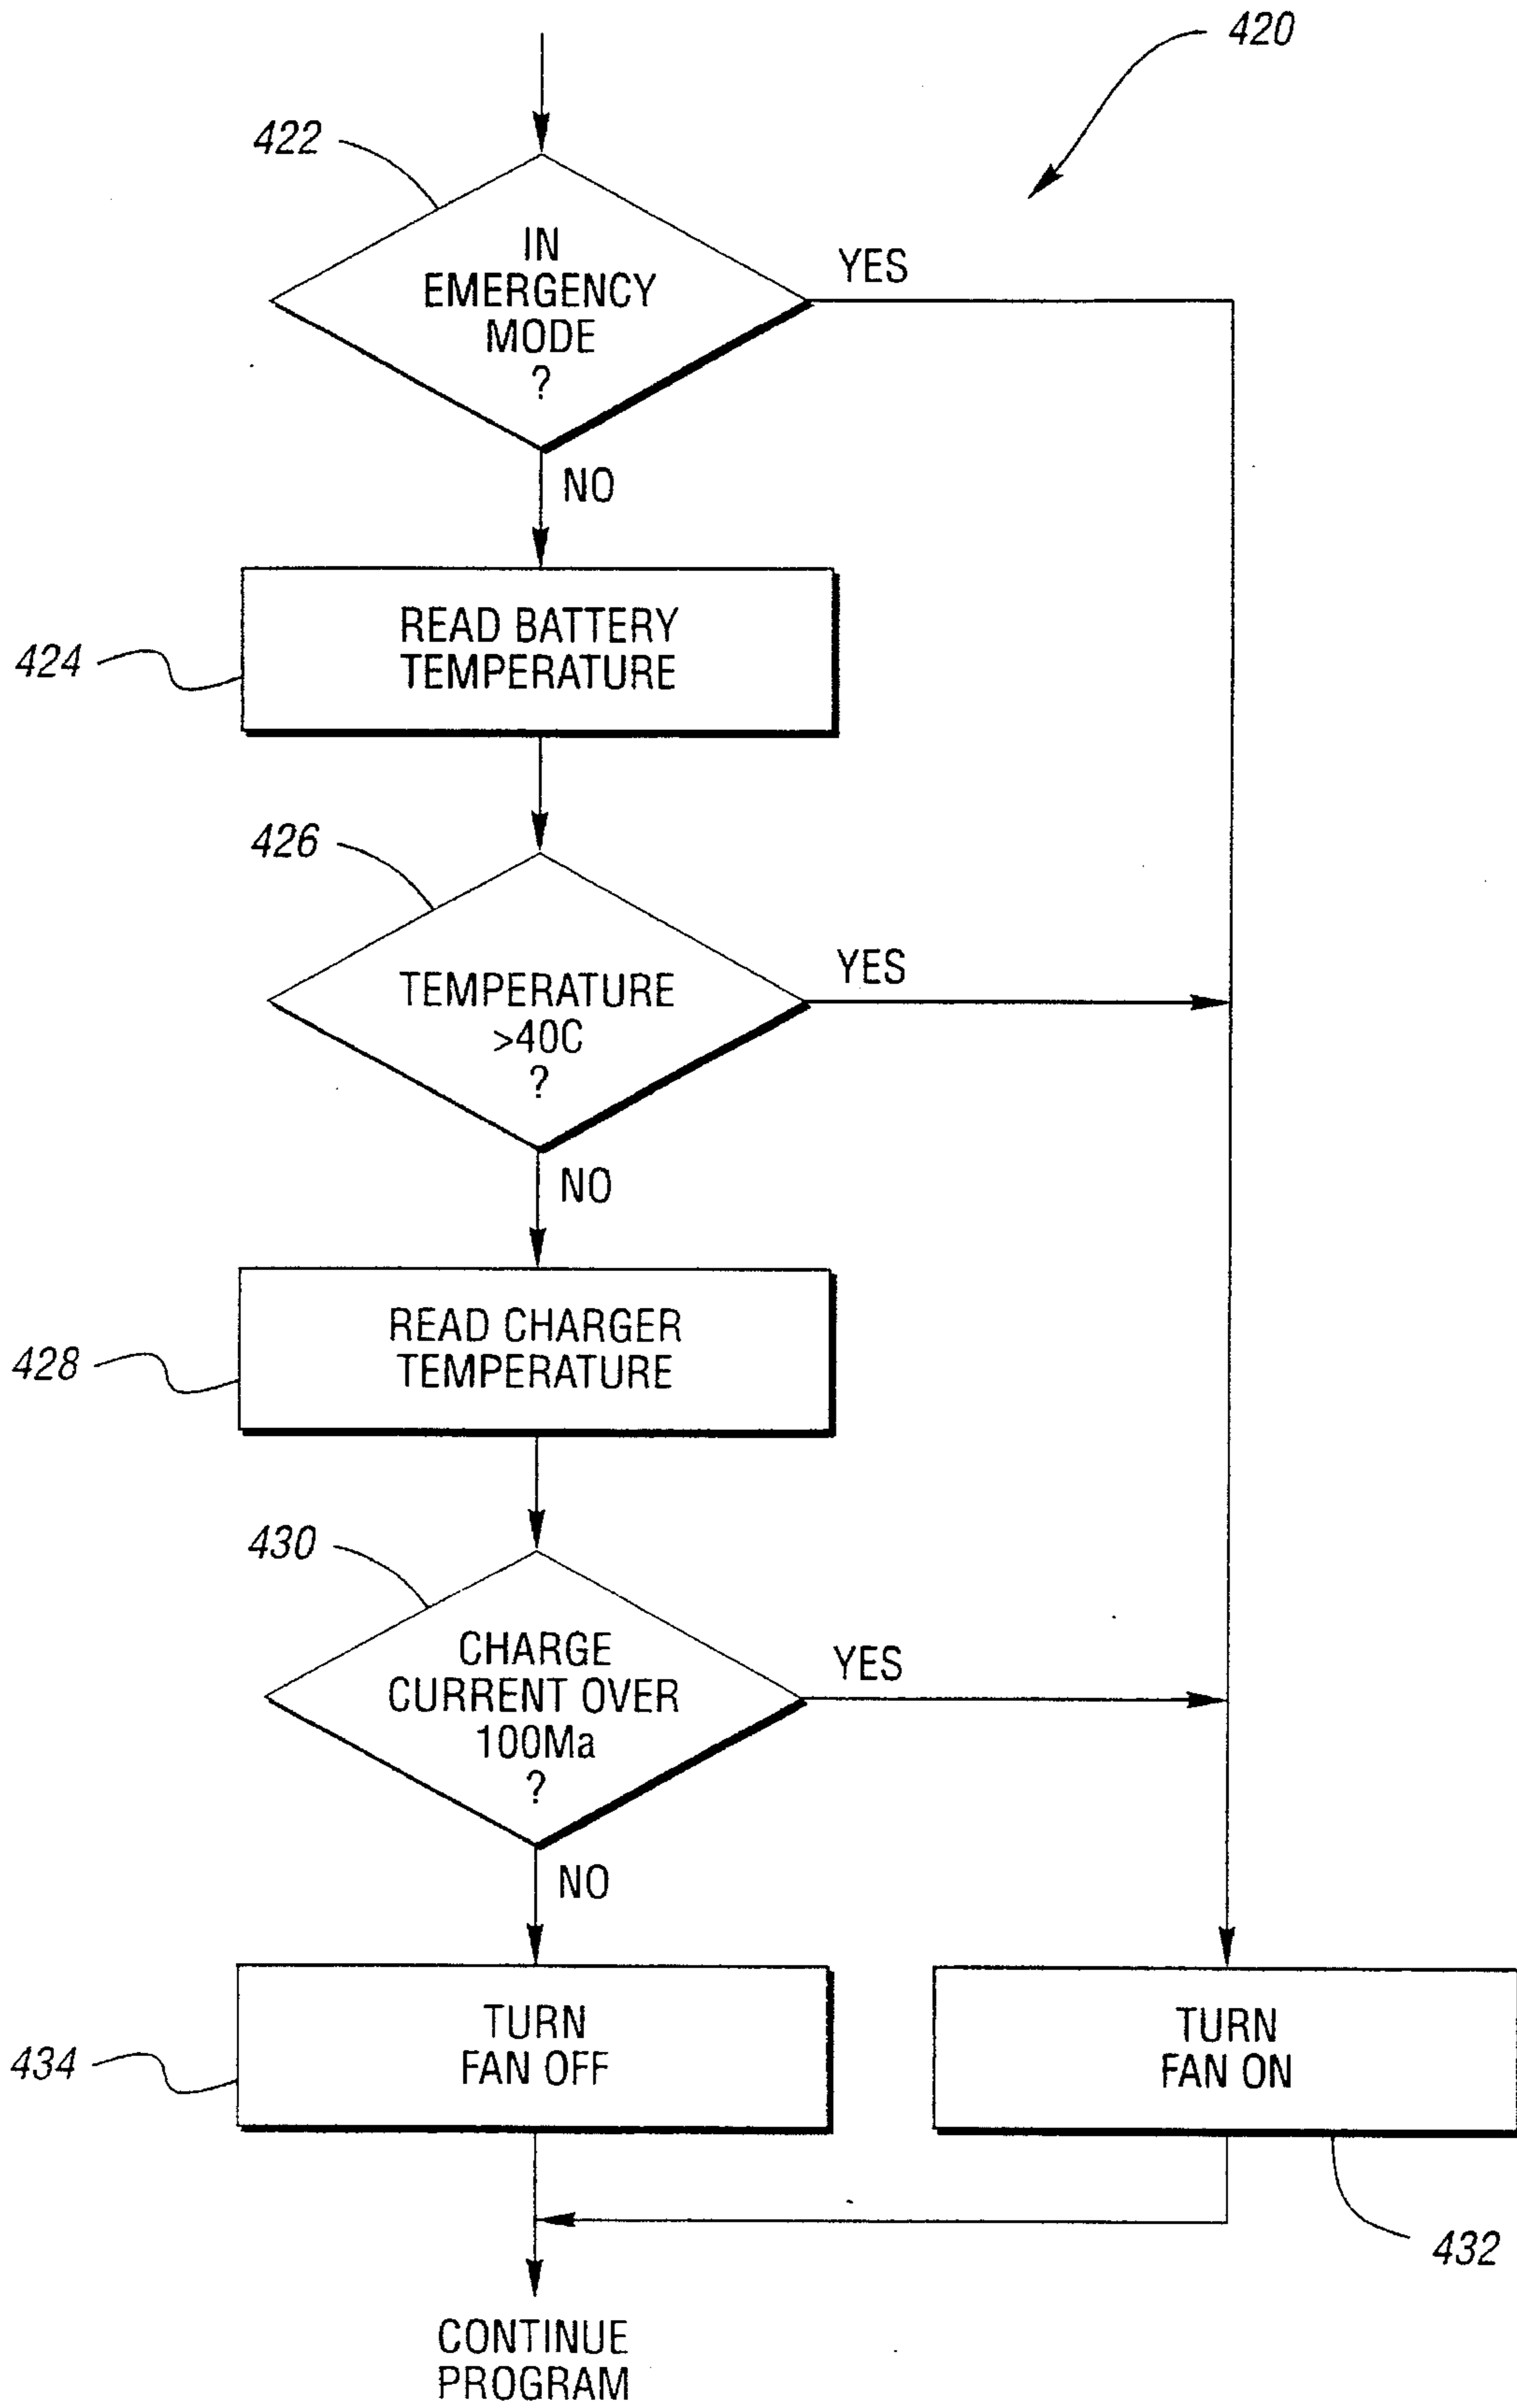 420
422
IN
EMERGENCY
MODE
?
YES
NO
424
READ BATTERY
TEMPERATURE
426
TEMPERATURE
>40C
?
YES
NO
428
READ CHARGER
TEMPERATURE
430
CHARGE
CURRENT OVER
100Ma
?
YES
NO
434
TURN
FAN OFF
TURN
FAN ON
432
CONTINUE
PROGRAM